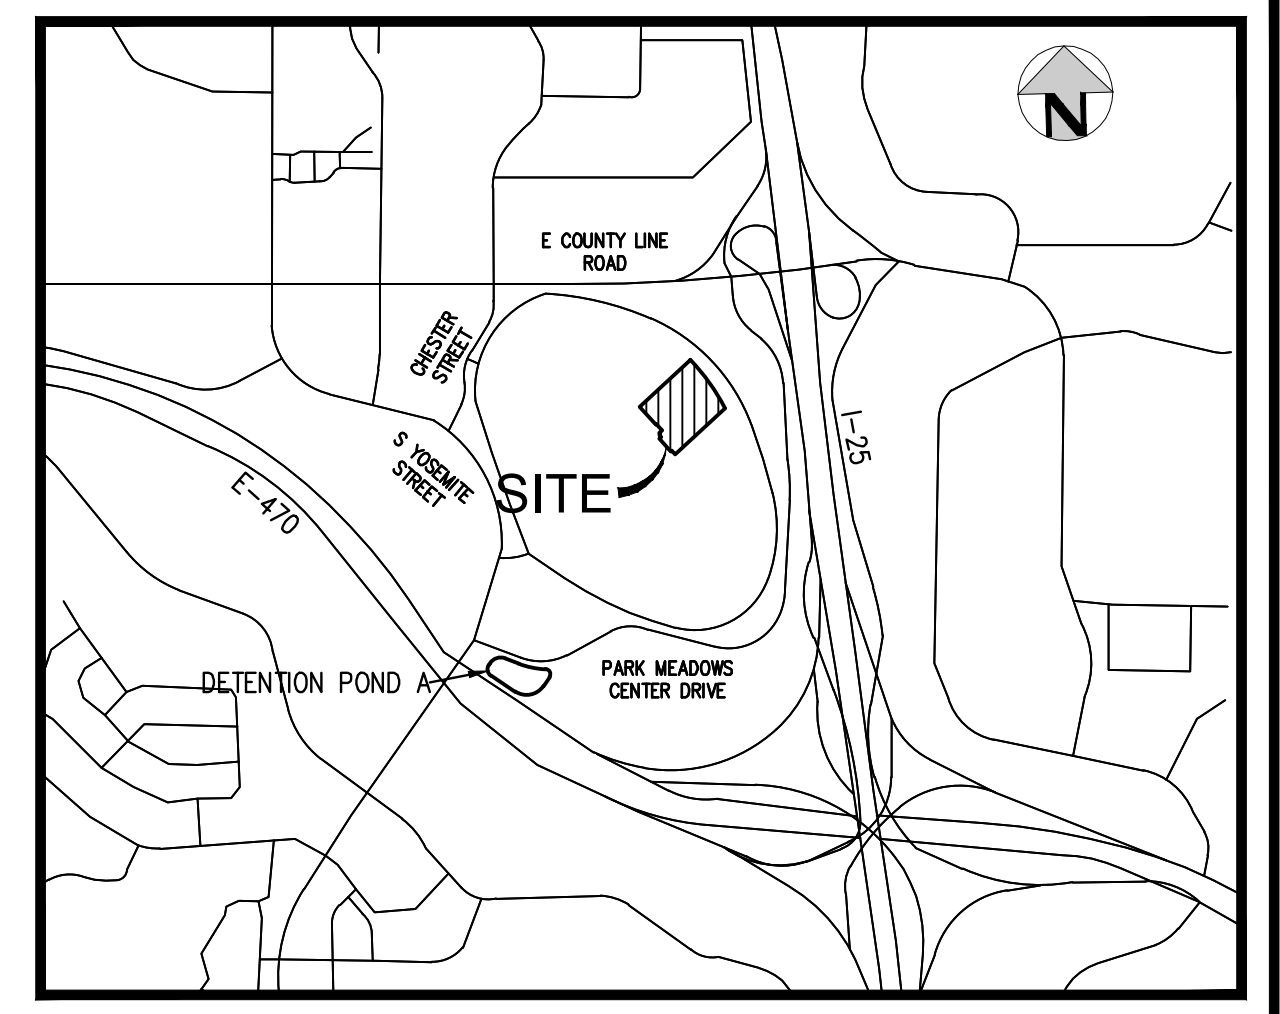 N
E COUNTY LINE
ROAD
CHESTER
STREET
I-25
S YOSEMITE
STREET
E-470
SITE
DETENTION POND A
PARK MEADOWS
CENTER DRIVE